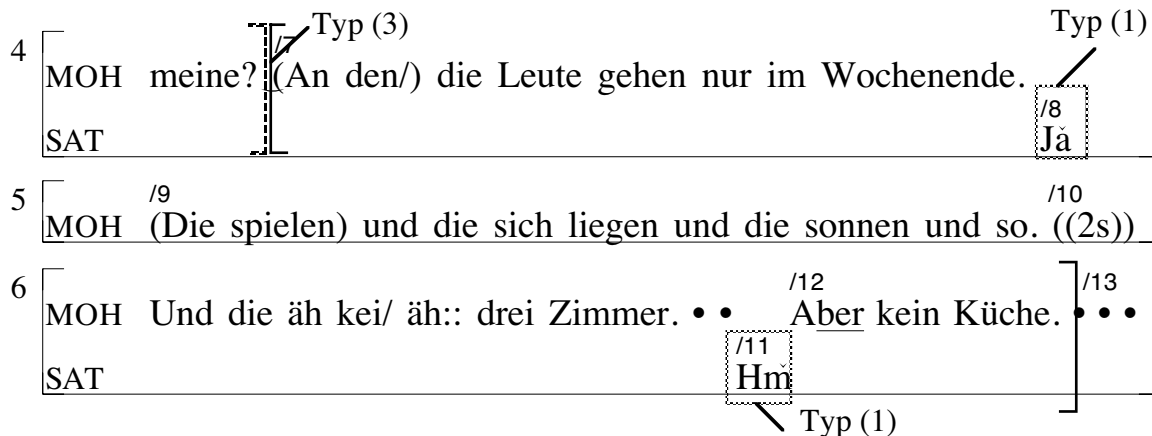 Typ (3) Typ (1)
4 /7
MOH meine? (An den/) die Leute gehen nur im Wochenende.
/8
SAT Jǎ
5 /9 /10
MOH (Die spielen) und die sich liegen und die sonnen und so. ((2s))
6 /12 /13
MOH Und die äh kei/ äh:: drei Zimmer. • • Aber kein Küche. • • •
/11
SAT Hm̌
Typ (1)